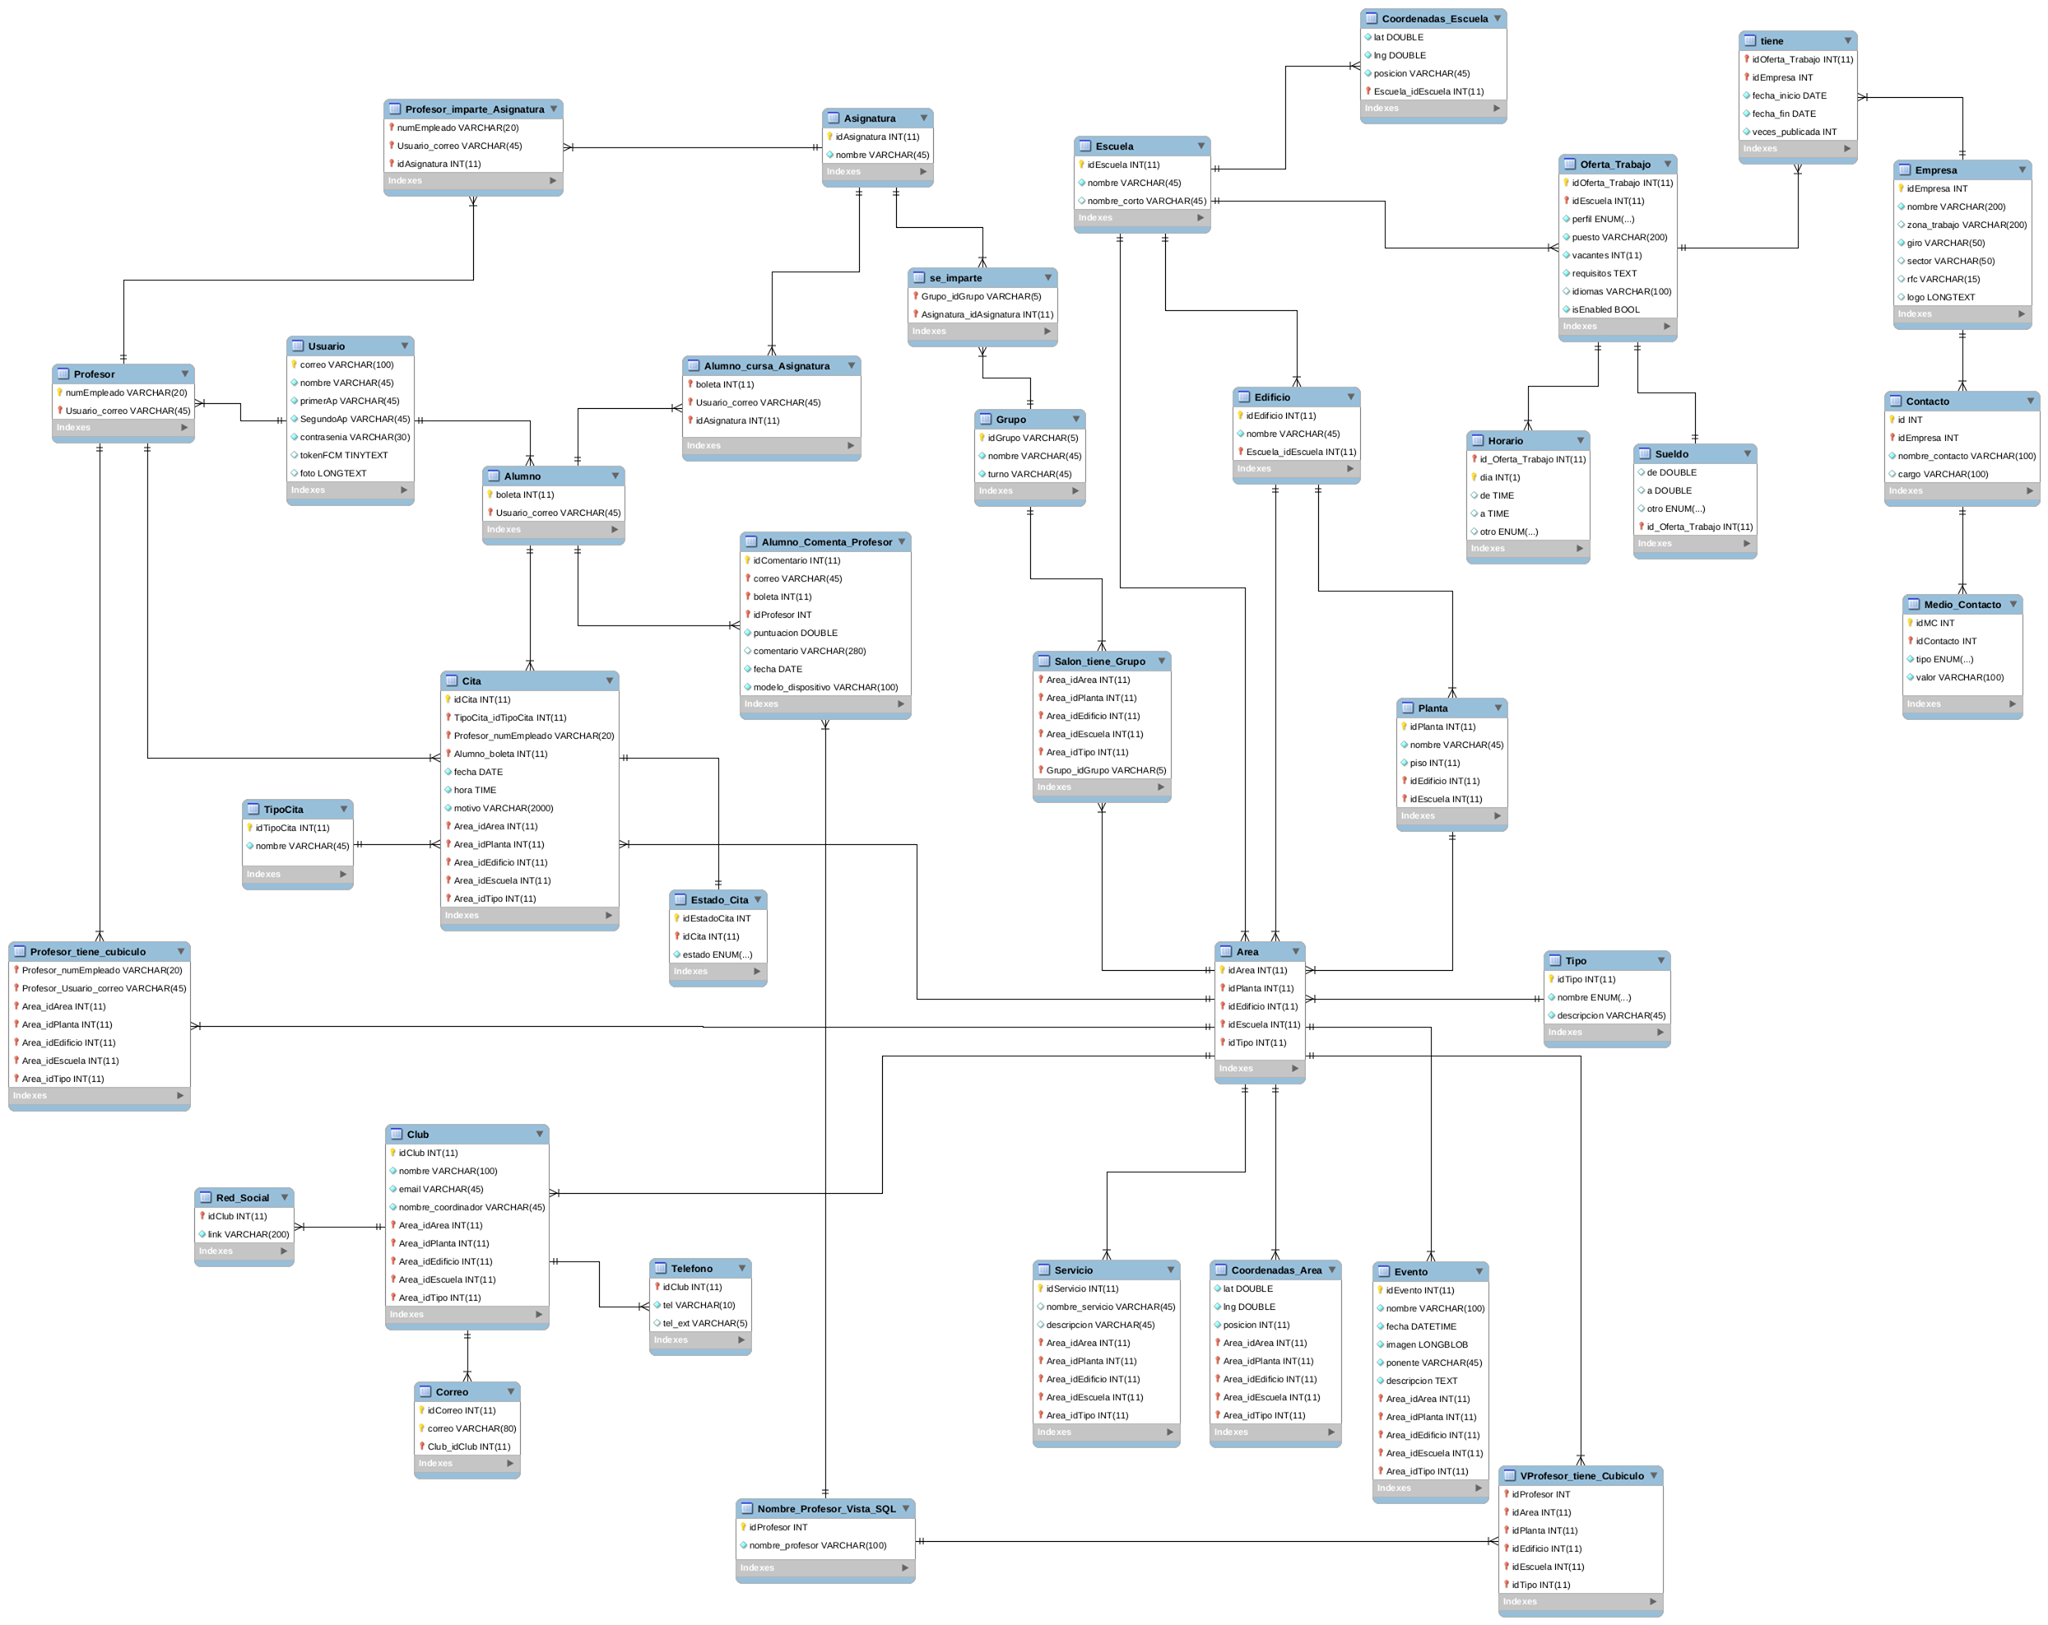 Coordenadas_Escuela
lat DOUBLE
lng DOUBLE
posicion VARCHAR(45)
Escuela_idEscuela INT(11)
Indexes
tiene
idOferta_Trabajo INT(11)
idEmpresa INT
fecha_inicio DATE
fecha_fin DATE
veces_publicada INT
Indexes
Profesor_imparte_Asignatura
numEmpleado VARCHAR(20)
Usuario_correo VARCHAR(45)
idAsignatura INT(11)
Indexes
Asignatura
idAsignatura INT(11)
nombre VARCHAR(45)
Indexes
Escuela
idEscuela INT(11)
nombre VARCHAR(45)
nombre_corto VARCHAR(45)
Indexes
Oferta_Trabajo
idOferta_Trabajo INT(11)
idEscuela INT(11)
perfil ENUM(...)
puesto VARCHAR(200)
vacantes INT(11)
requisitos TEXT
idiomas VARCHAR(100)
isEnabled BOOL
Indexes
Empresa
idEmpresa INT
nombre VARCHAR(200)
zona_trabajo VARCHAR(200)
giro VARCHAR(50)
sector VARCHAR(50)
rfc VARCHAR(15)
logo LONGTEXT
Indexes
se_imparte
Grupo_idGrupo VARCHAR(5)
Asignatura_idAsignatura INT(11)
Indexes
Usuario
correo VARCHAR(100)
nombre VARCHAR(45)
primerAp VARCHAR(45)
SegundoAp VARCHAR(45)
contrasenia VARCHAR(30)
tokenFCM TINYTEXT
foto LONGTEXT
Indexes
Profesor
numEmpleado VARCHAR(20)
Usuario_correo VARCHAR(45)
Indexes
Alumno_cursa_Asignatura
boleta INT(11)
Usuario_correo VARCHAR(45)
idAsignatura INT(11)
Indexes
Edificio
idEdificio INT(11)
nombre VARCHAR(45)
Escuela_idEscuela INT(11)
Indexes
Contacto
id INT
idEmpresa INT
nombre_contacto VARCHAR(100)
cargo VARCHAR(100)
Indexes
Grupo
idGrupo VARCHAR(5)
nombre VARCHAR(45)
turno VARCHAR(45)
Indexes
Horario
id_Oferta_Trabajo INT(11)
dia INT(1)
de TIME
a TIME
otro ENUM(...)
Indexes
Sueldo
de DOUBLE
a DOUBLE
otro ENUM(...)
id_Oferta_Trabajo INT(11)
Indexes
Alumno
boleta INT(11)
Usuario_correo VARCHAR(45)
Indexes
Alumno_Comenta_Profesor
idComentario INT(11)
correo VARCHAR(45)
boleta INT(11)
idProfesor INT
puntuacion DOUBLE
comentario VARCHAR(280)
fecha DATE
modelo_dispositivo VARCHAR(100)
Indexes
Medio_Contacto
idMC INT
idContacto INT
tipo ENUM(...)
valor VARCHAR(100)
Indexes
Salon_tiene_Grupo
Area_idArea INT(11)
Area_idPlanta INT(11)
Area_idEdificio INT(11)
Area_idEscuela INT(11)
Area_idTipo INT(11)
Grupo_idGrupo VARCHAR(5)
Indexes
Cita
idCita INT(11)
TipoCita_idTipoCita INT(11)
Profesor_numEmpleado VARCHAR(20)
Alumno_boleta INT(11)
fecha DATE
hora TIME
motivo VARCHAR(2000)
Area_idArea INT(11)
Area_idPlanta INT(11)
Area_idEdificio INT(11)
Area_idEscuela INT(11)
Area_idTipo INT(11)
Indexes
Planta
idPlanta INT(11)
nombre VARCHAR(45)
piso INT(11)
idEdificio INT(11)
idEscuela INT(11)
Indexes
TipoCita
idTipoCita INT(11)
nombre VARCHAR(45)
Indexes
Estado_Cita
idEstadoCita INT
idCita INT(11)
estado ENUM(...)
Indexes
Profesor_tiene_cubiculo
Profesor_numEmpleado VARCHAR(20)
Profesor_Usuario_correo VARCHAR(45)
Area_idArea INT(11)
Area_idPlanta INT(11)
Area_idEdificio INT(11)
Area_idEscuela INT(11)
Area_idTipo INT(11)
Indexes
Area
idArea INT(11)
idPlanta INT(11)
idEdificio INT(11)
idEscuela INT(11)
idTipo INT(11)
Indexes
Tipo
idTipo INT(11)
nombre ENUM(...)
descripcion VARCHAR(45)
Indexes
Club
idClub INT(11)
nombre VARCHAR(100)
email VARCHAR(45)
nombre_coordinador VARCHAR(45)
Area_idArea INT(11)
Area_idPlanta INT(11)
Area_idEdificio INT(11)
Area_idEscuela INT(11)
Area_idTipo INT(11)
Indexes
Red_Social
idClub INT(11)
link VARCHAR(200)
Indexes
Telefono
idClub INT(11)
tel VARCHAR(10)
tel_ext VARCHAR(5)
Indexes
Servicio
idServicio INT(11)
nombre_servicio VARCHAR(45)
descripcion VARCHAR(45)
Area_idArea INT(11)
Area_idPlanta INT(11)
Area_idEdificio INT(11)
Area_idEscuela INT(11)
Area_idTipo INT(11)
Indexes
Coordenadas_Area
lat DOUBLE
lng DOUBLE
posicion INT(11)
Area_idArea INT(11)
Area_idPlanta INT(11)
Area_idEdificio INT(11)
Area_idEscuela INT(11)
Area_idTipo INT(11)
Indexes
Evento
idEvento INT(11)
nombre VARCHAR(100)
fecha DATETIME
imagen LONGBLOB
ponente VARCHAR(45)
descripcion TEXT
Area_idArea INT(11)
Area_idPlanta INT(11)
Area_idEdificio INT(11)
Area_idEscuela INT(11)
Area_idTipo INT(11)
Indexes
Correo
idCorreo INT(11)
correo VARCHAR(80)
Club_idClub INT(11)
Indexes
VProfesor_tiene_Cubiculo
idProfesor INT
idArea INT(11)
idPlanta INT(11)
idEdificio INT(11)
idEscuela INT(11)
idTipo INT(11)
Indexes
Nombre_Profesor_Vista_SQL
idProfesor INT
nombre_profesor VARCHAR(100)
Indexes